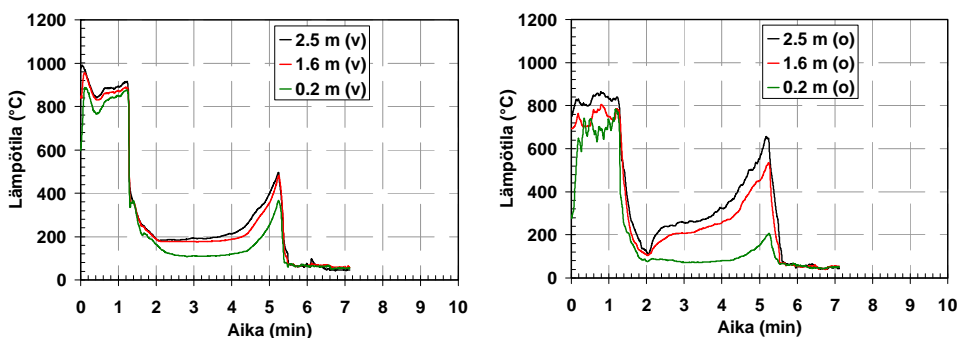 Lämpötila (°C)
1200
1000
800
600
400
200
0
2.5 m (v)
1.6 m (v)
0.2 m (v)
0 1 2 3 4 5 6 7 8 9 10
Aika (min)
Lämpötila (°C)
1200
1000
800
600
400
200
0
2.5 m (o)
1.6 m (o)
0.2 m (o)
0 1 2 3 4 5 6 7 8 9 10
Aika (min)